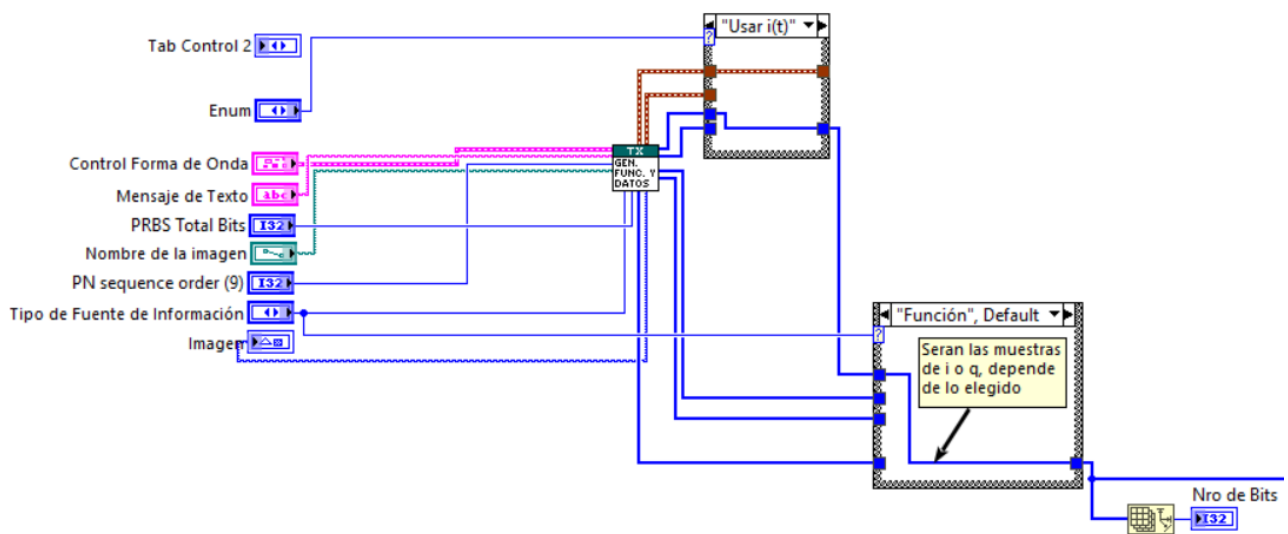 "Usar i(t)"
?
Tab Control 2
Enum
Control Forma de Onda
Mensaje de Texto
abc
PRBS Total Bits
I32
Nombre de la imagen
PN sequence order (9)
I32
Tipo de Fuente de Información
Imagen
TX
GEN.
FUNC. Y
DATOS
"Función", Default
?
Seran las muestras
de i o q, depende
de lo elegido
Nro de Bits
I32